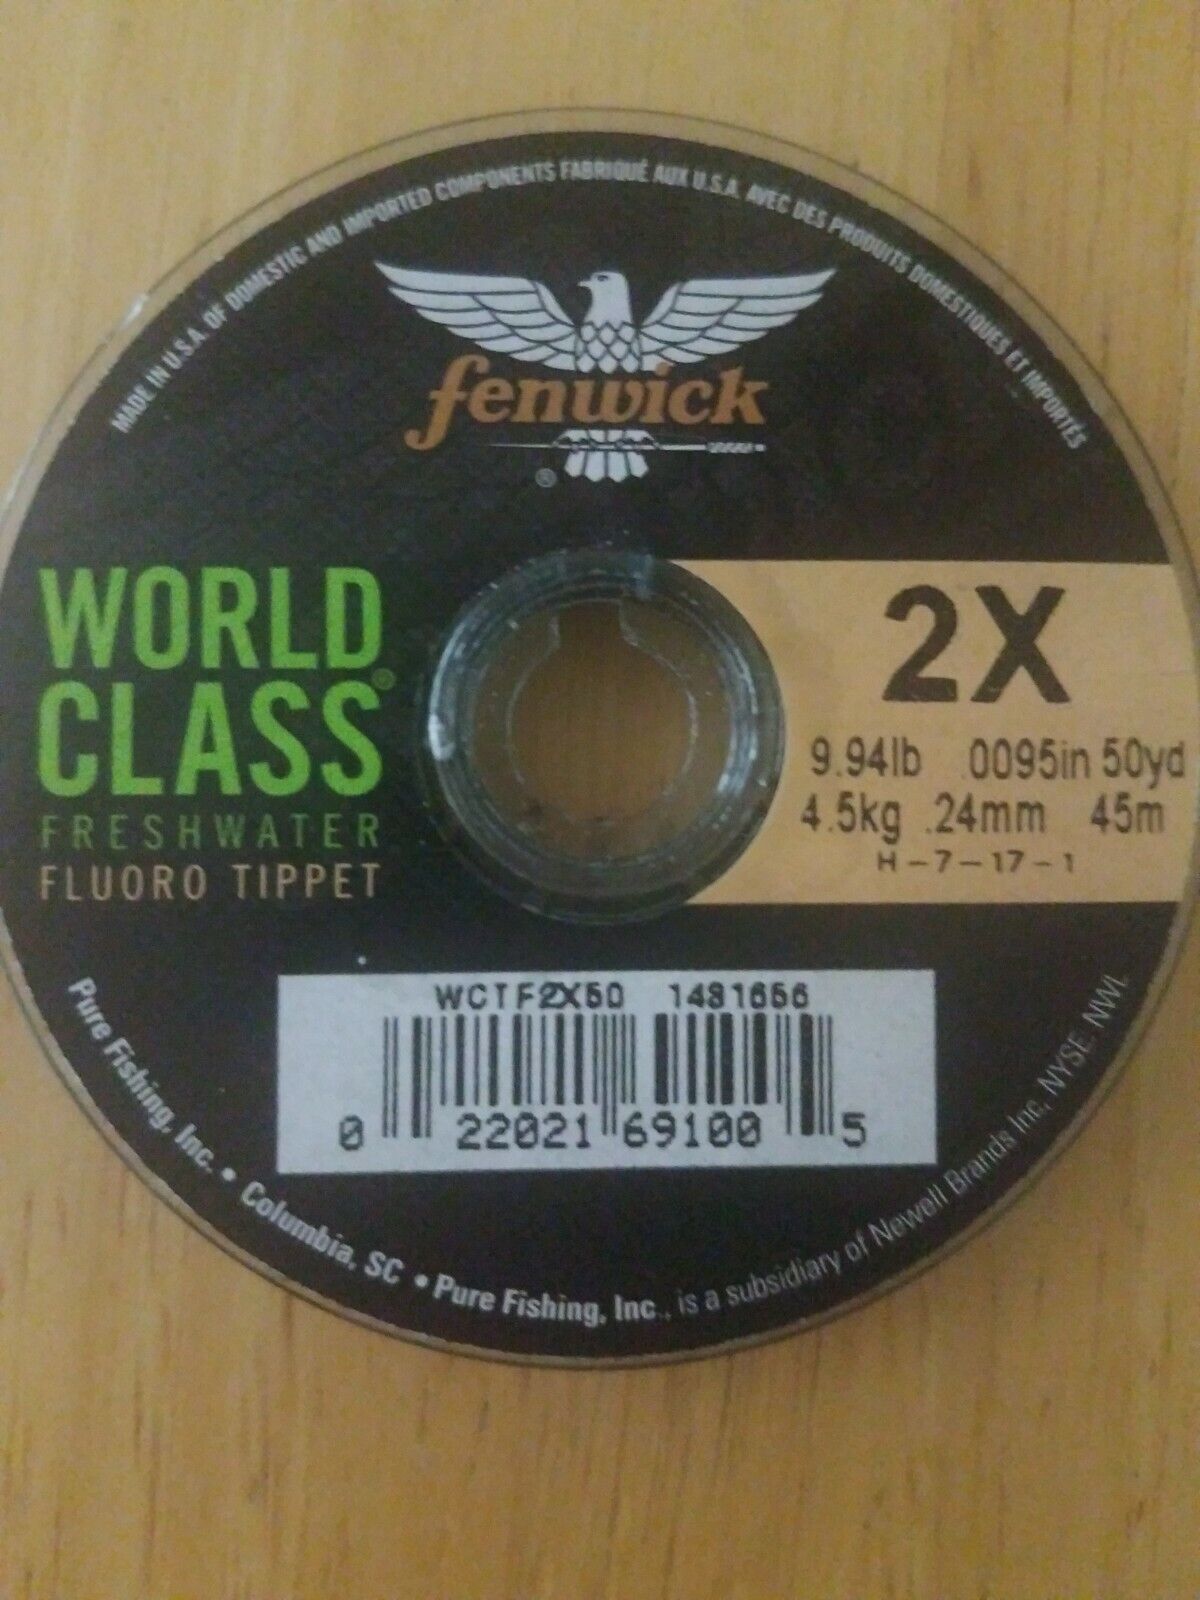 MADE IN U.S.A. OF DOMESTIC AND IMPORTED COMPONENTS FABRIQUÉ AUX U.S.A. AVEC DES PRODUITS DOMESTIQUES ET IMPORTÉS
fenwick
®
WORLD
CLASS®
FRESHWATER
FLUORO TIPPET
2X
9.94lb .0095in 50yd
4.5kg .24mm 45m
H-7-17-1
WCTF2X50 1481656
0 22021 69100 5
Pure Fishing, Inc. • Columbia, SC • Pure Fishing, Inc., is a subsidiary of Newell Brands Inc., NYSE: NWL